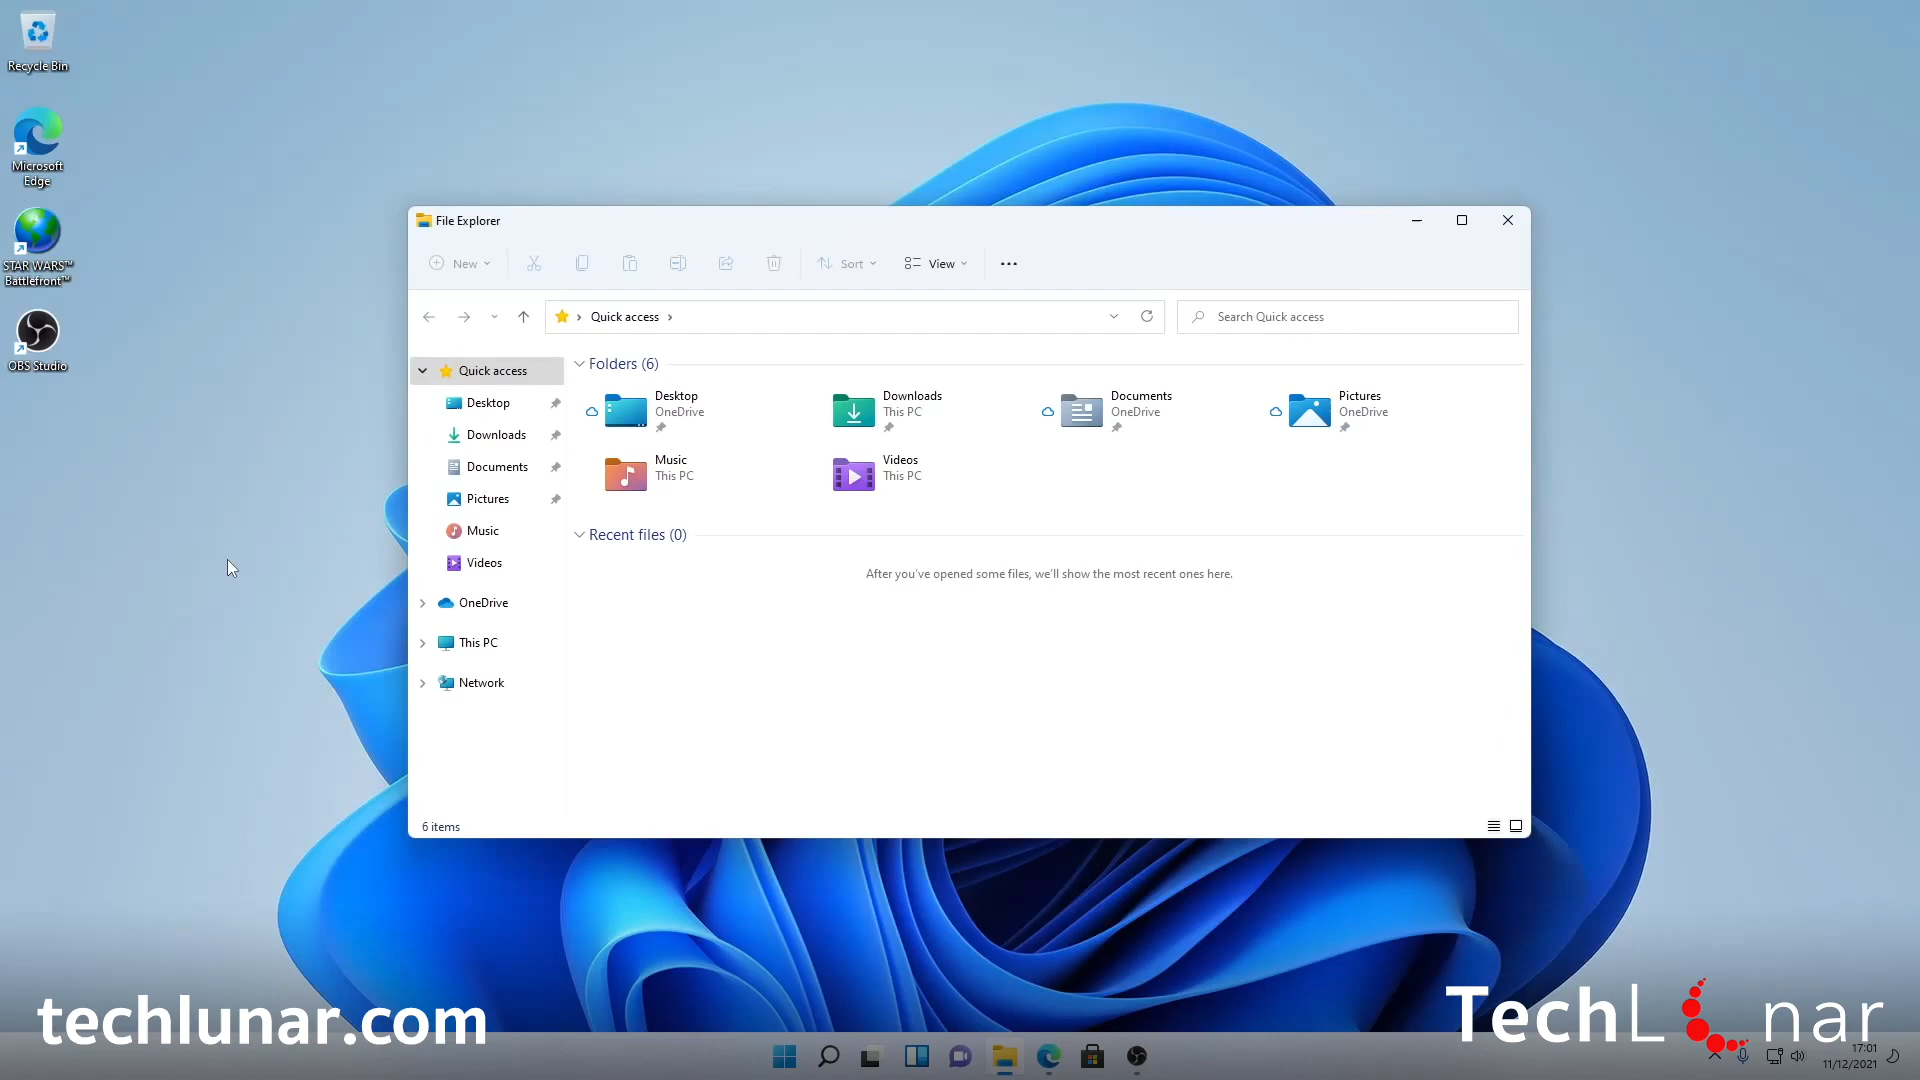 Recycle Bin
Microsoft
Edge
STAR WARS™
Battlefront™
OBS Studio
File Explorer
New
Sort
View
Quick access
Search Quick access
Quick access
Desktop
Downloads
Documents
Pictures
Music
Videos
OneDrive
This PC
Network
Folders (6)
Desktop
OneDrive
Downloads
This PC
Documents
OneDrive
Pictures
OneDrive
Music
This PC
Videos
This PC
Recent files (0)
After you've opened some files, we'll show the most recent ones here.
6 items
techlunar.com
TechLunar
17:01
11/12/2021